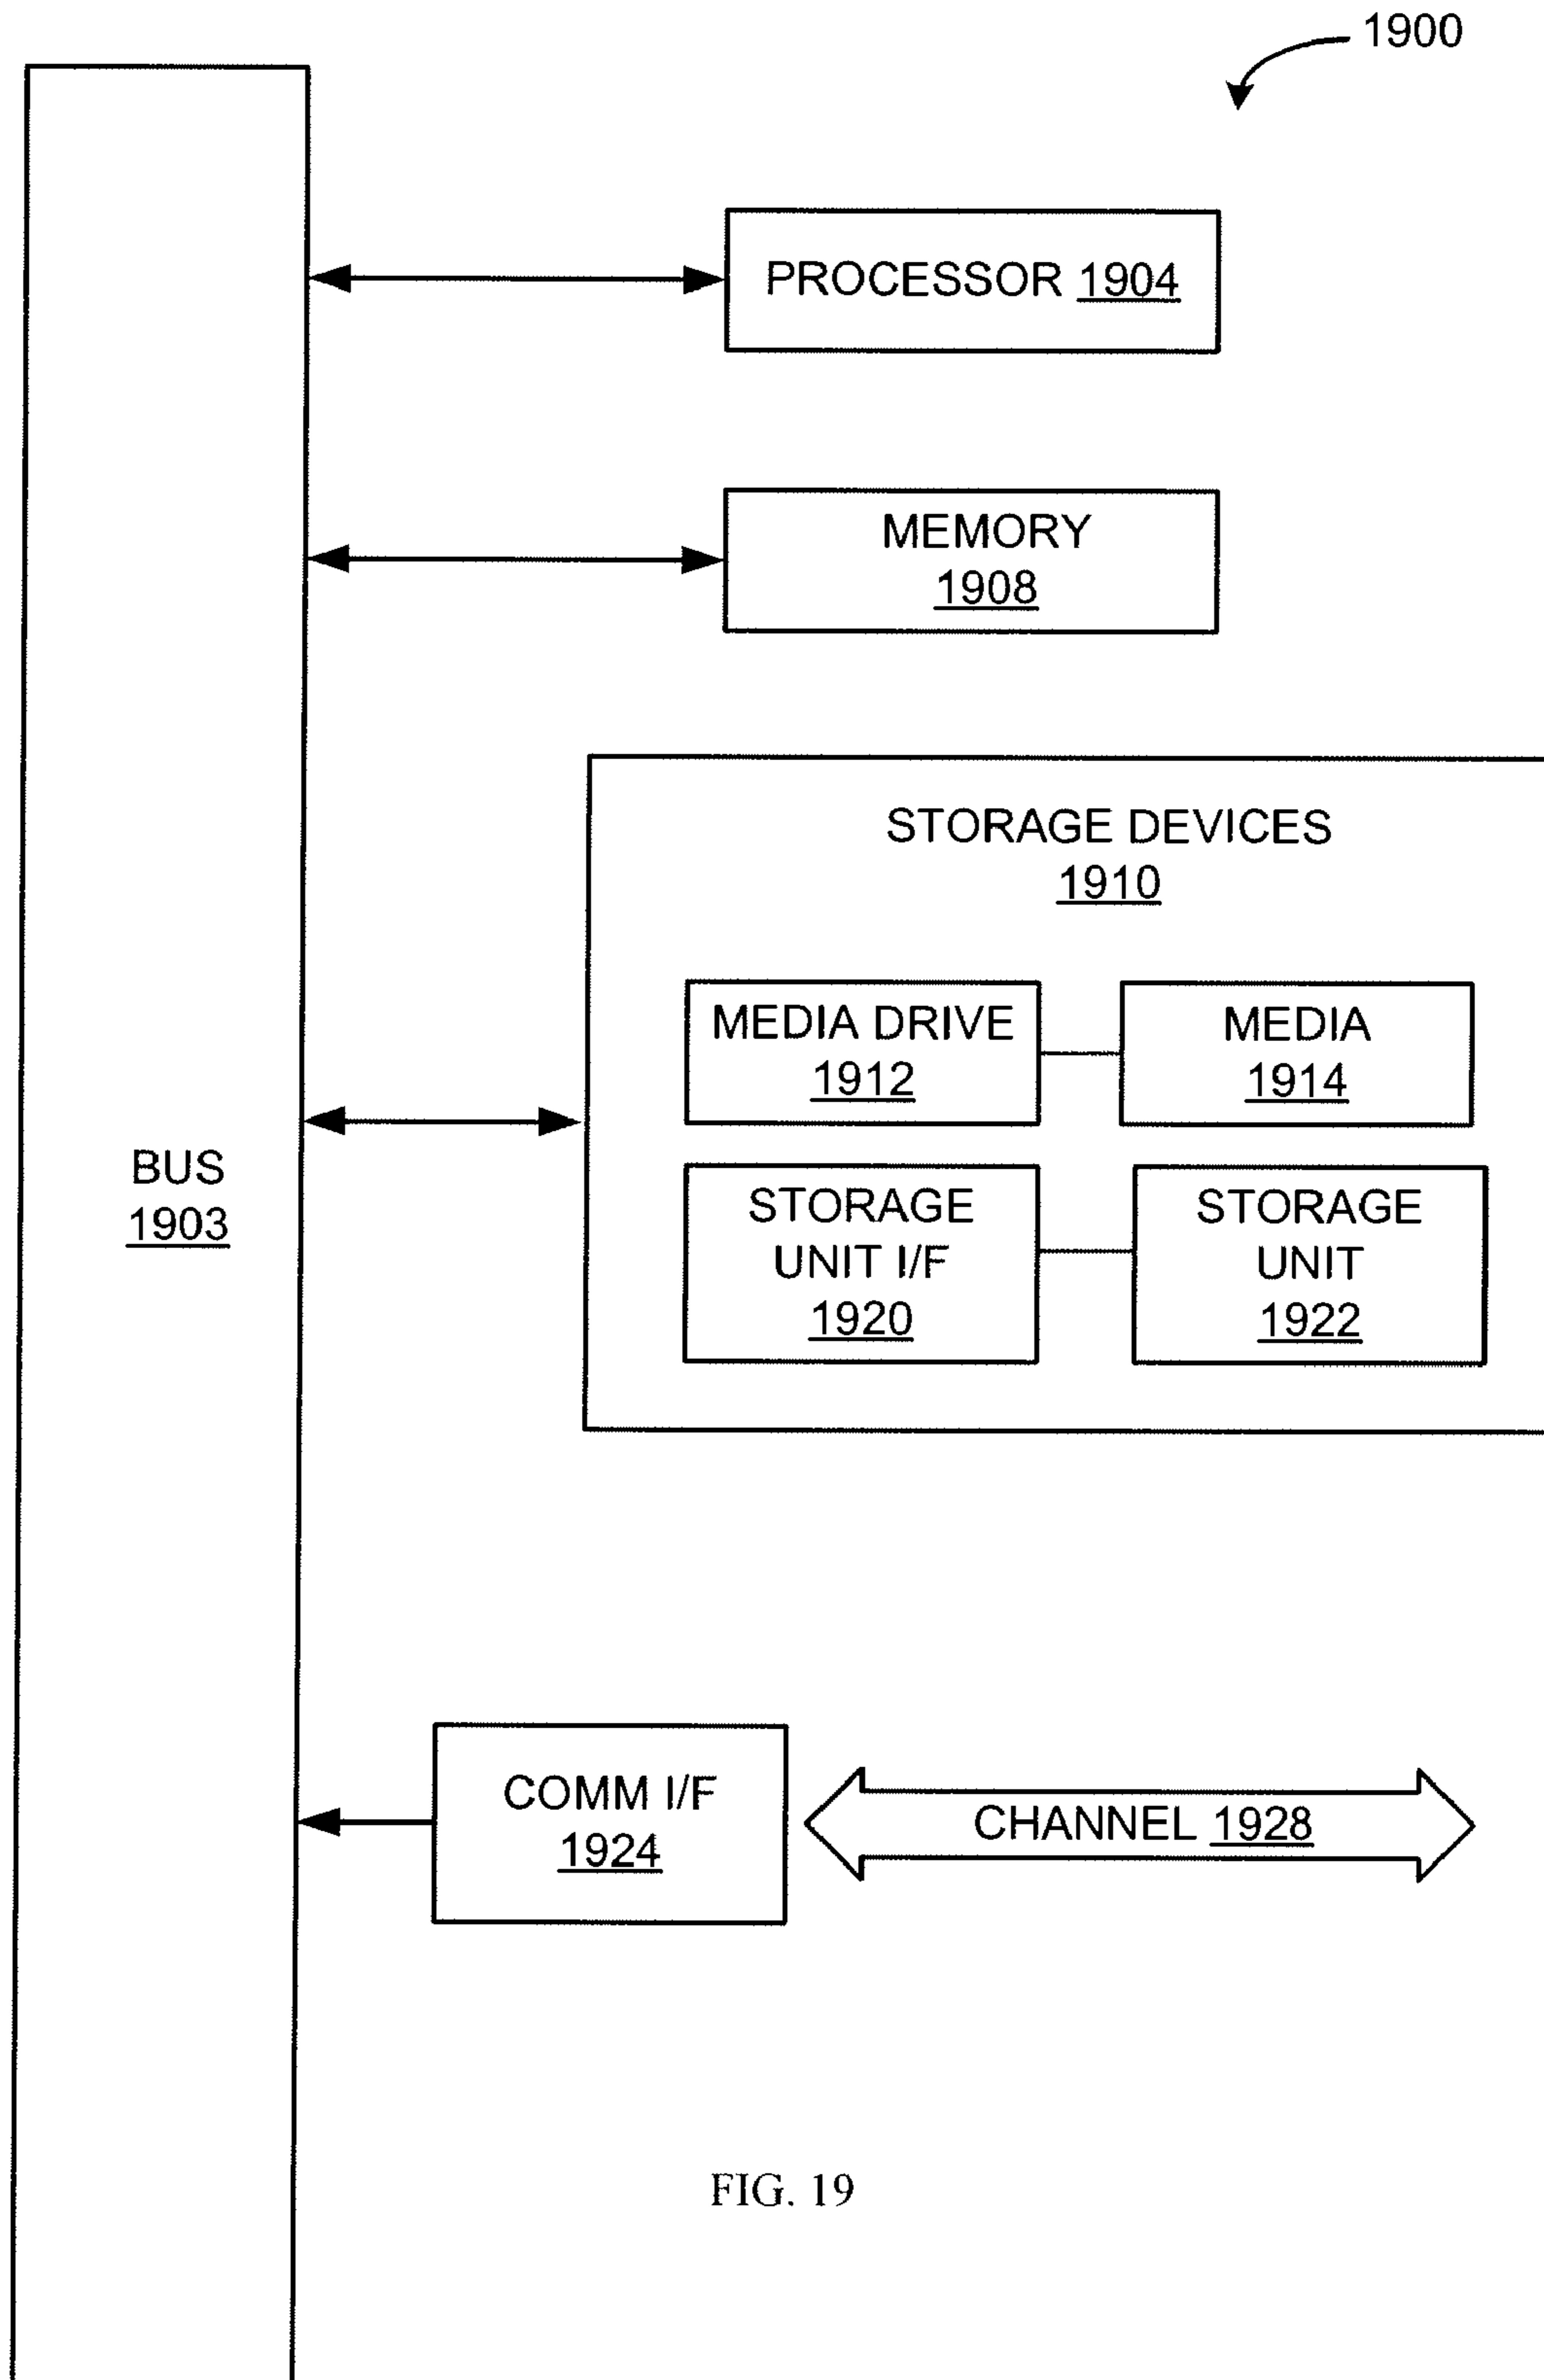 1900
PROCESSOR 1904
MEMORY
1908
STORAGE DEVICES
1910
MEDIA DRIVE
1912
MEDIA
1914
BUS
1903
STORAGE
UNIT I/F
1920
STORAGE
UNIT
1922
COMM I/F
1924
CHANNEL 1928
FIG. 19